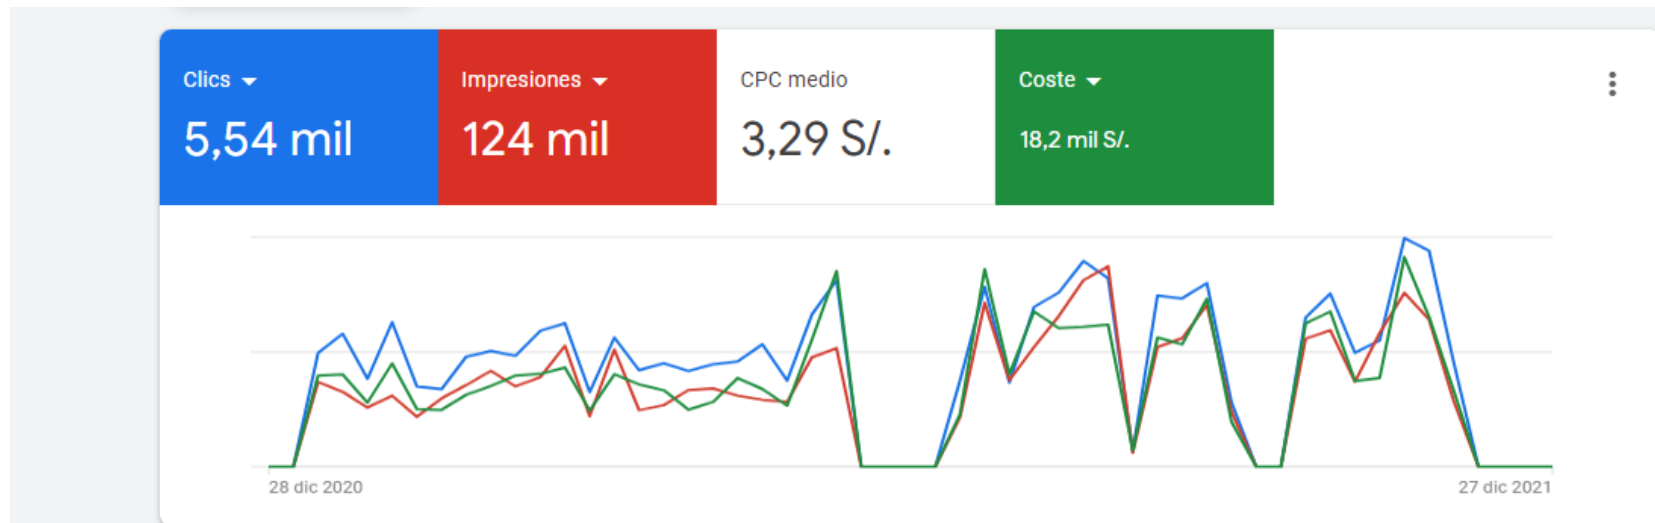 Clics
Impresiones
CPC medio
Coste
5,54 mil
124 mil
3,29 S/.
18,2 mil S/.
28 dic 2020
27 dic 2021